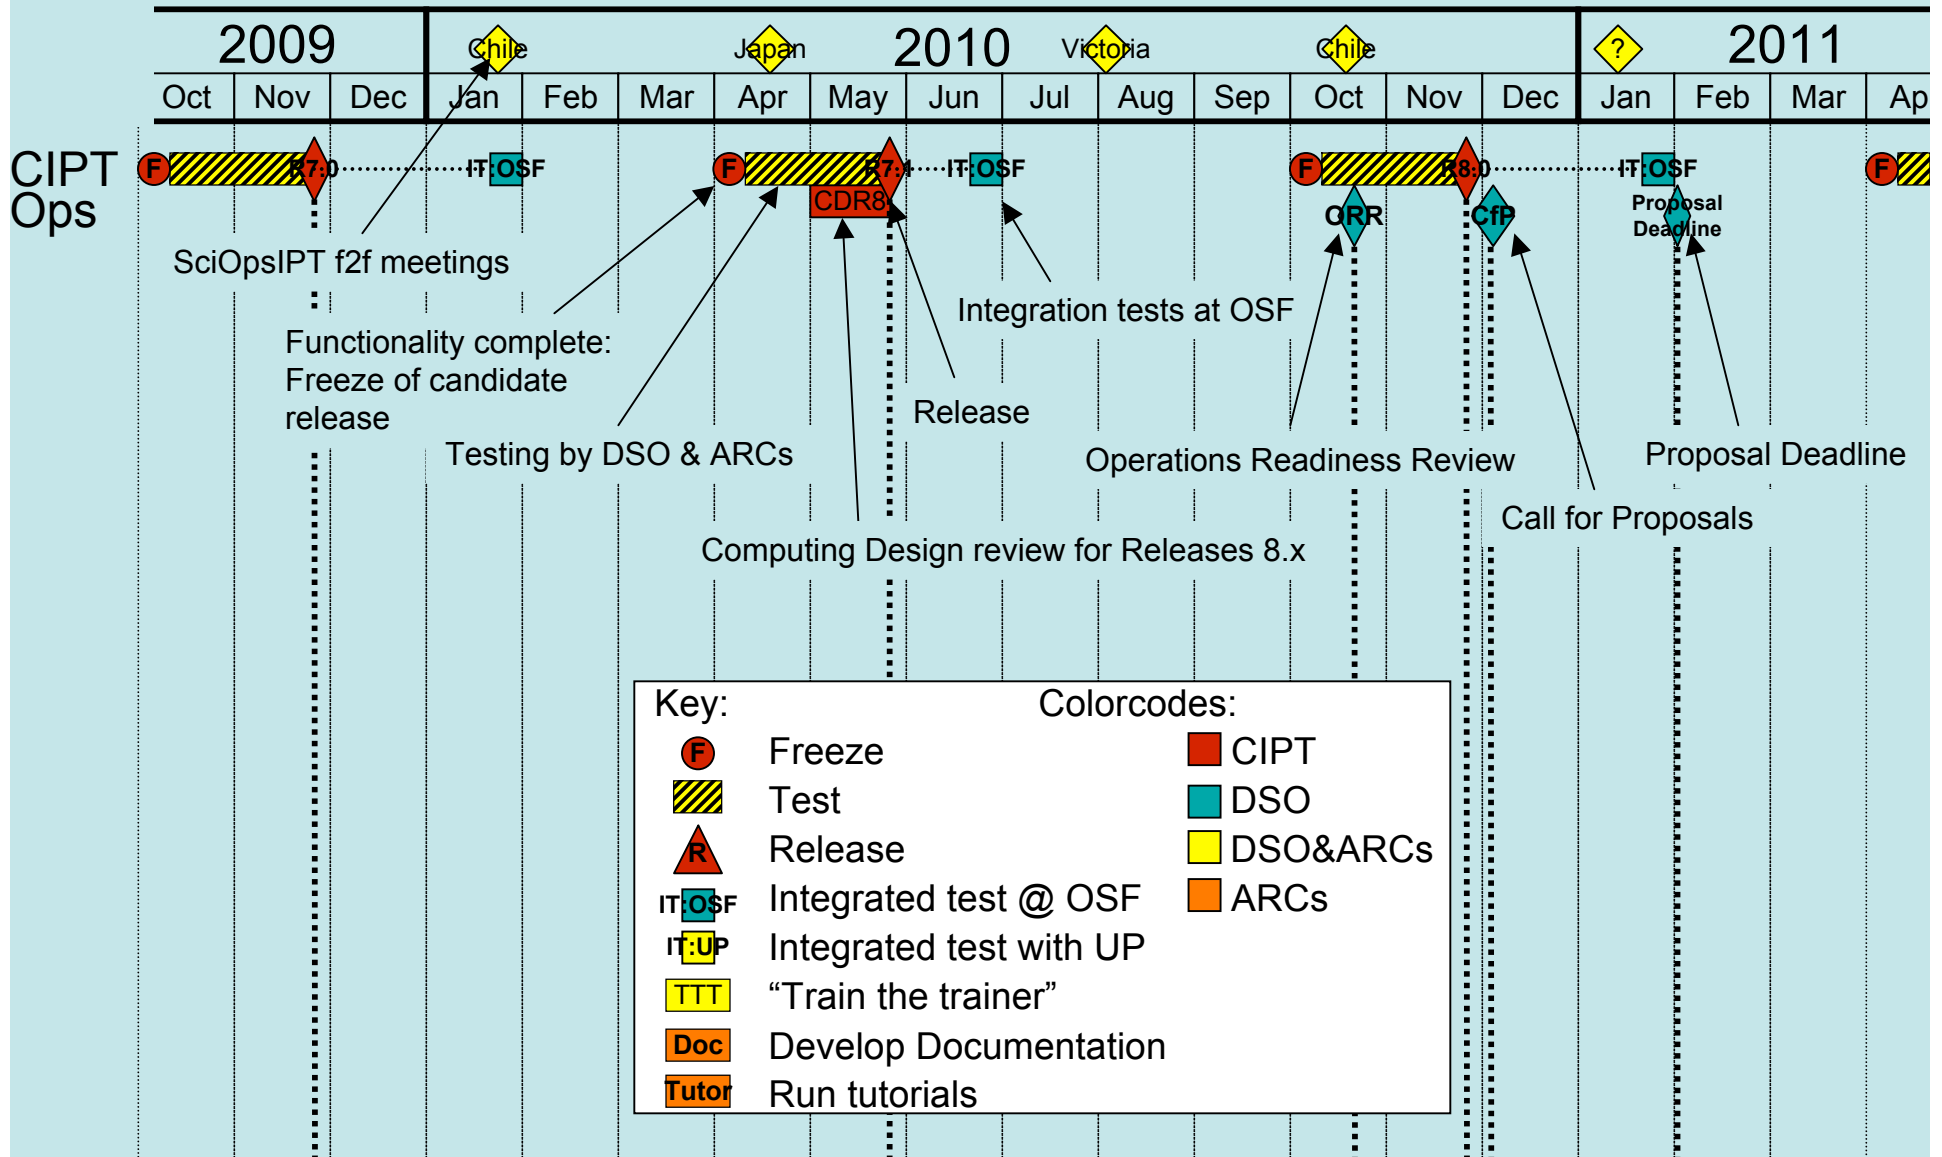 2009 2010 2011
Chile Japan Victoria Chile ?
Oct Nov Dec Jan Feb Mar Apr May Jun Jul Aug Sep Oct Nov Dec Jan Feb Mar Ap
CIPT
Ops
F R7.0 IT:OSF F R7.1 IT:OSF F R8.0 IT:OSF F
CDR8 ORR CfP
Proposal
Deadline
SciOpsIPT f2f meetings
Integration tests at OSF
Functionality complete:
Freeze of candidate
release
Release
Testing by DSO & ARCs
Operations Readiness Review
Proposal Deadline
Call for Proposals
Computing Design review for Releases 8.x
Key: Colorcodes:
F Freeze CIPT
Test DSO
R Release DSO&ARCs
IT:OSF Integrated test @ OSF ARCs
IT:UP Integrated test with UP
TTT “Train the trainer”
Doc Develop Documentation
Tutor Run tutorials